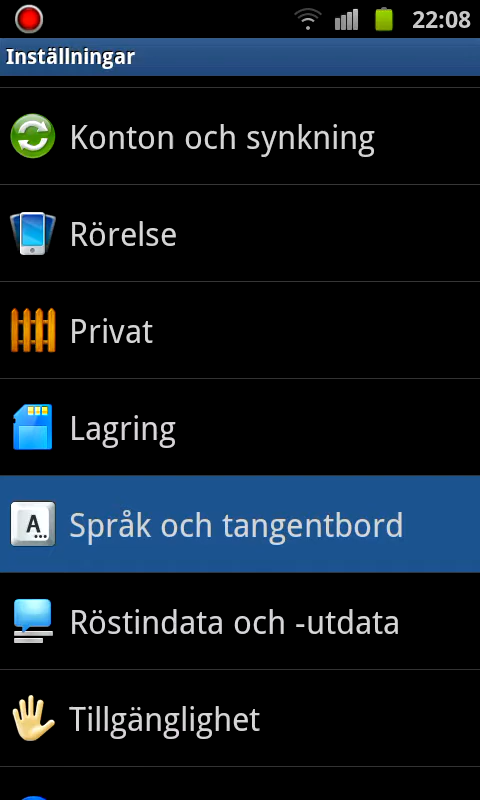 22:08
Inställningar
Konton och synkning
Rörelse
Privat
Lagring
A...
Språk och tangentbord
Röstindata och -utdata
Tillgänglighet